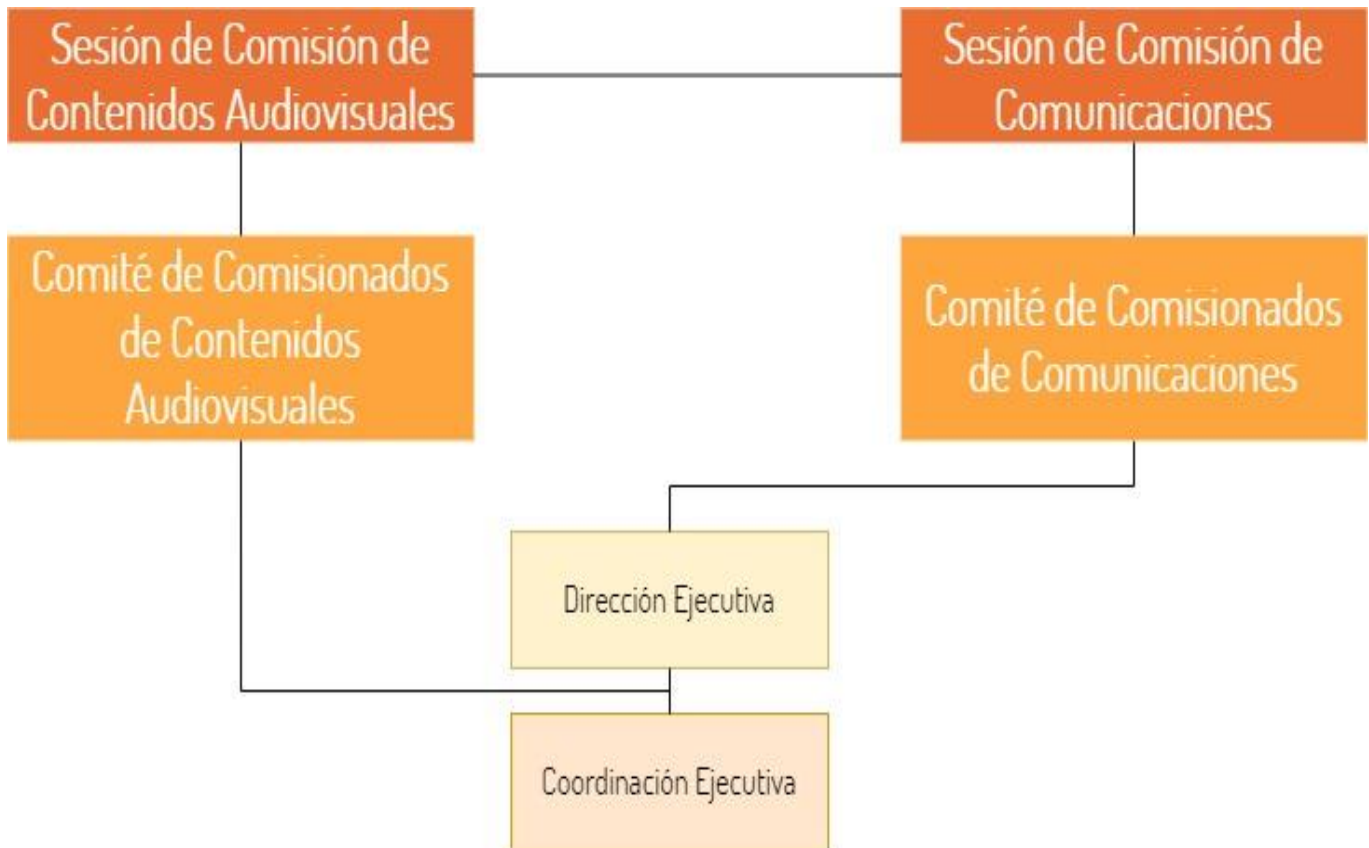 Sesión de Comisión de
Contenidos Audiovisuales
Sesión de Comisión de
Comunicaciones
Comité de Comisionados
de Contenidos
Audiovisuales
Comité de Comisionados
de Comunicaciones
Dirección Ejecutiva
Coordinación Ejecutiva